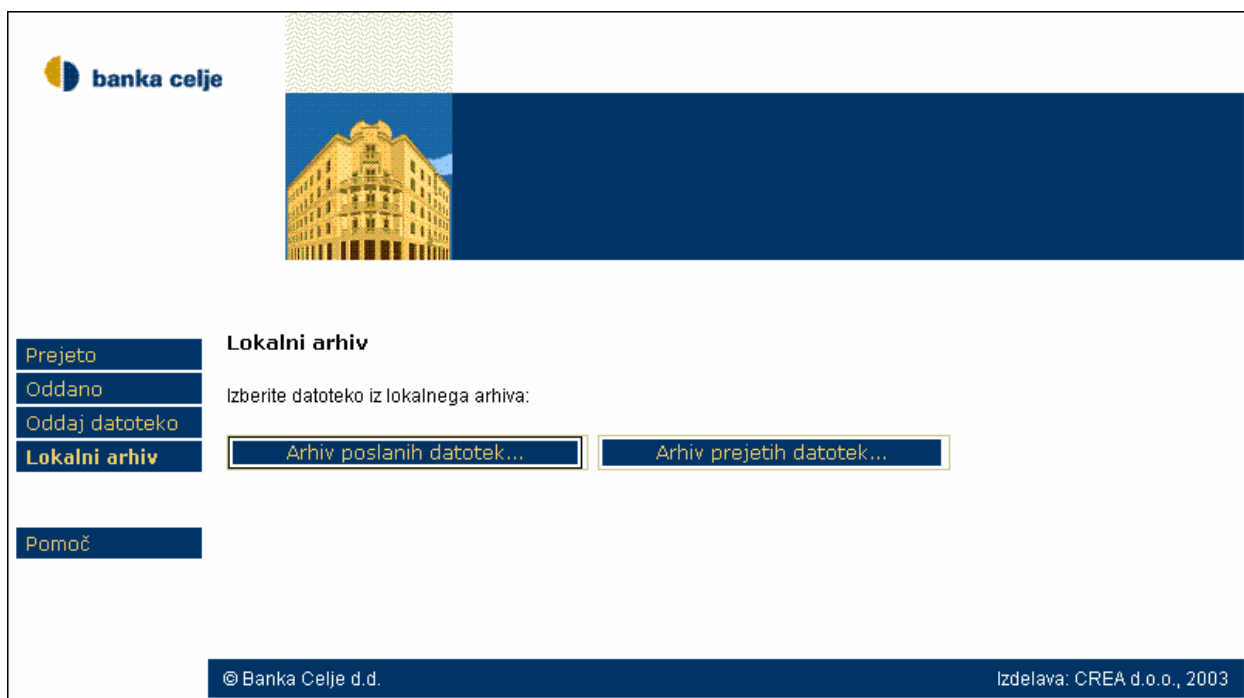 banka celje
Prejeto
Oddano
Oddaj datoteko
Lokalni arhiv
Pomoč
Lokalni arhiv
Izberite datoteko iz lokalnega arhiva:
Arhiv poslanih datotek... Arhiv prejetih datotek...
© Banka Celje d.d. Izdelava: CREA d.o.o., 2003